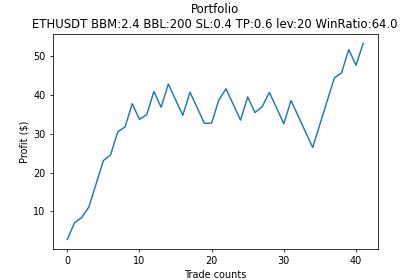 Portfolio
ETHUSDT BBM:2.4 BBL:200 SL:0.4 TP:0.6 lev:20 WinRatio:64.0
50
40
30
20
10
Profit ($)
0
10
20
30
40
Trade counts